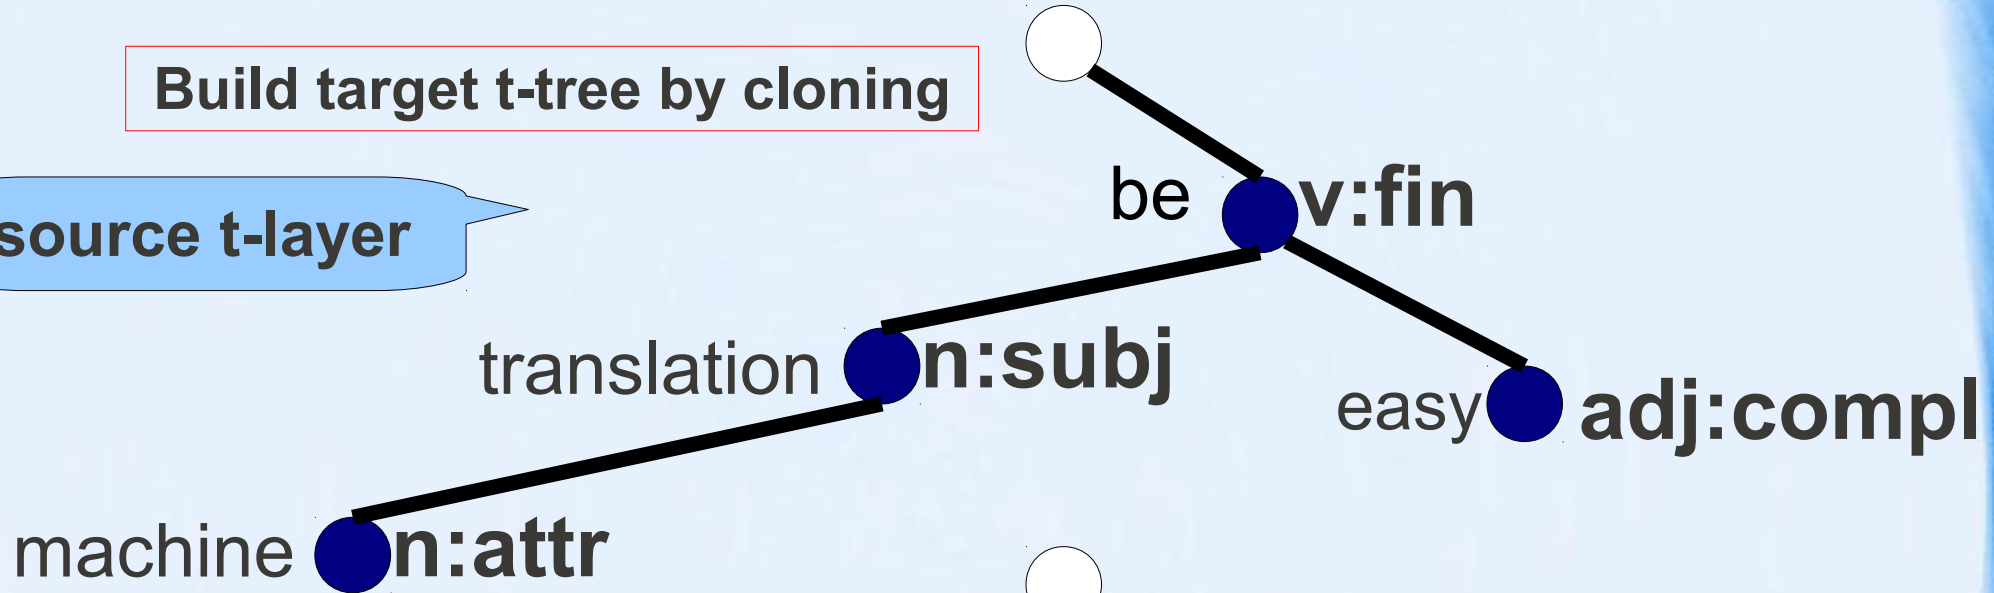 Build target t-tree by cloning
be v:fin
source t-layer
translation n:subj
easy adj:compl
machine n:attr